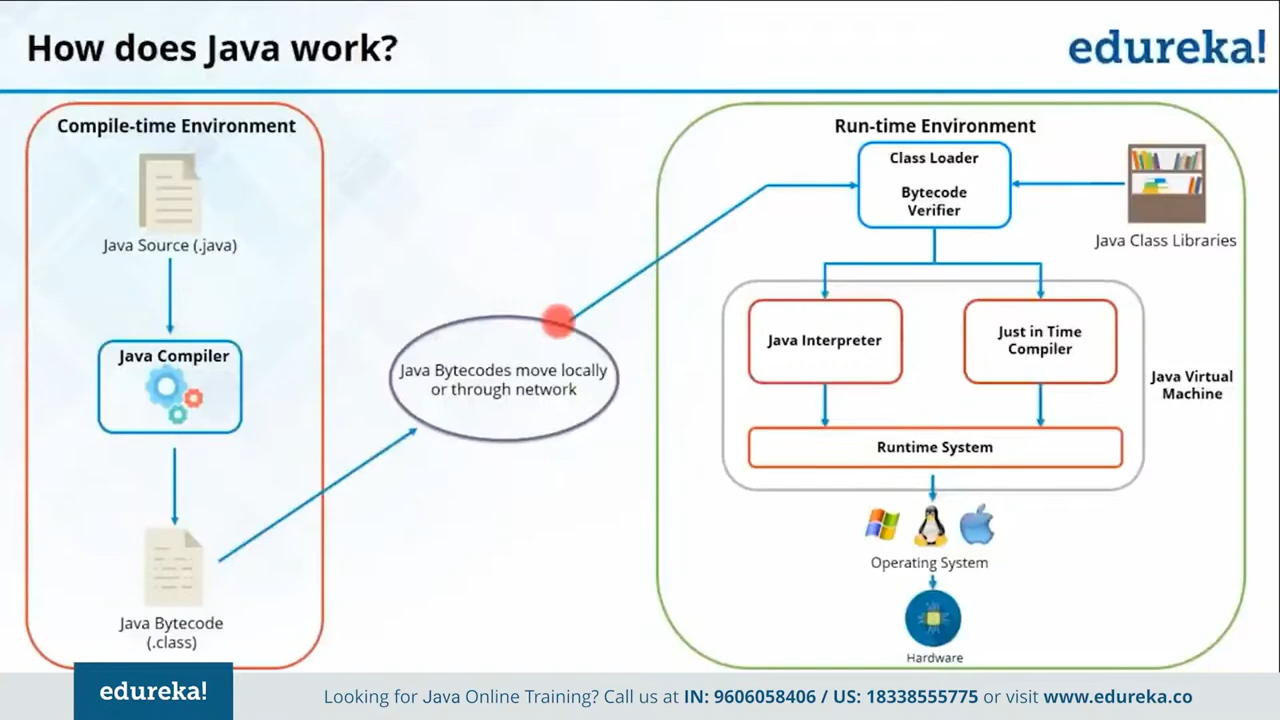 How does Java work?
edureka!
Compile-time Environment
Java Source (.java)
Java Compiler
Java Bytecode
(.class)
Java Bytecodes move locally
or through network
Run-time Environment
Class Loader
Bytecode
Verifier
Java Class Libraries
Java Interpreter
Just in Time
Compiler
Java Virtual
Machine
Runtime System
Operating System
Hardware
edureka!
Looking for Java Online Training? Call us at IN: 9606058406 / US: 18338555775 or visit www.edureka.co